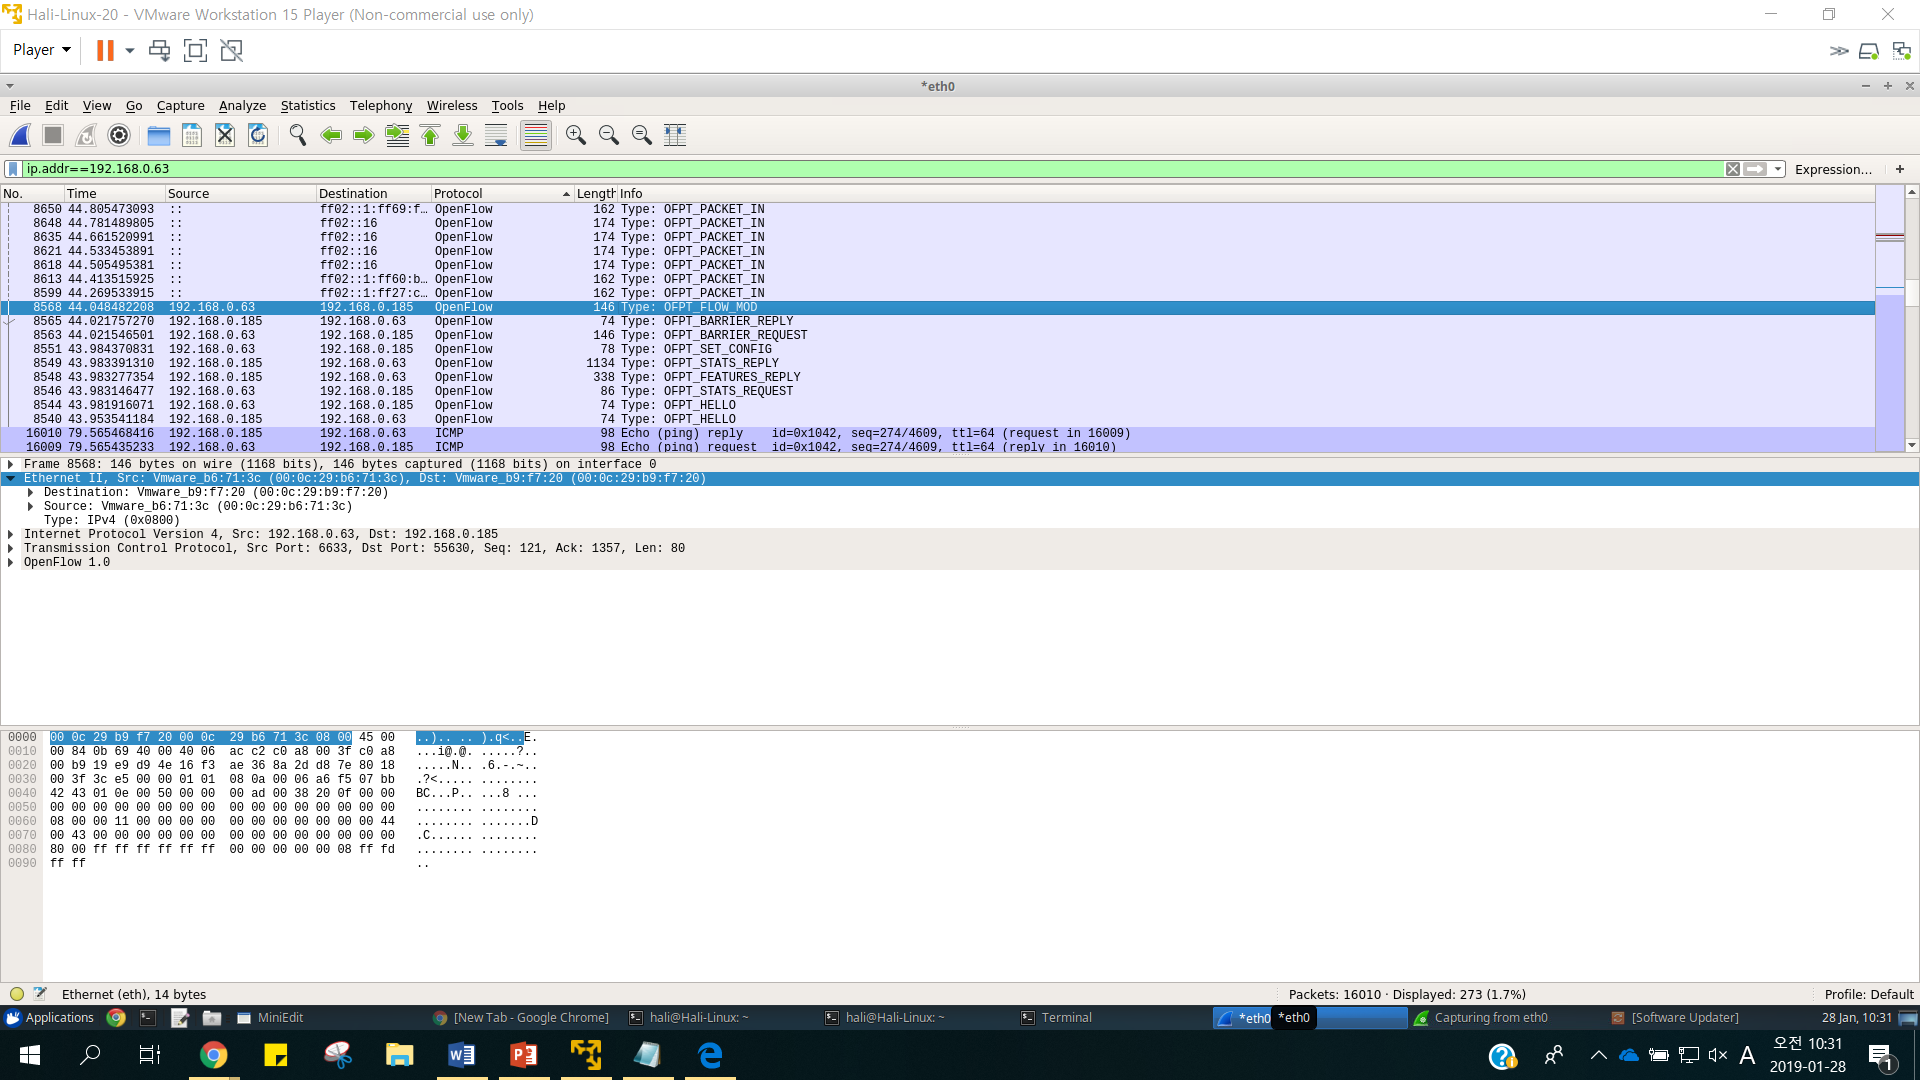 Hali-Linux-20 - VMware Workstation 15 Player (Non-commercial use only)
Player
*eth0
File Edit View Go Capture Analyze Statistics Telephony Wireless Tools Help
ip.addr==192.168.0.63
Expression...
+
No. Time Source Destination Protocol Length Info
8650 44.805473093 :: ff02::1:ff69:f... OpenFlow 162 Type: OFPT_PACKET_IN
8648 44.781489805 :: ff02::16 OpenFlow 174 Type: OFPT_PACKET_IN
8635 44.661520991 :: ff02::16 OpenFlow 174 Type: OFPT_PACKET_IN
8621 44.533453891 :: ff02::16 OpenFlow 174 Type: OFPT_PACKET_IN
8618 44.505495381 :: ff02::16 OpenFlow 174 Type: OFPT_PACKET_IN
8613 44.413515925 :: ff02::1:ff60:b... OpenFlow 162 Type: OFPT_PACKET_IN
8599 44.269533915 :: ff02::1:ff27:c... OpenFlow 162 Type: OFPT_PACKET_IN
8568 44.048482208 192.168.0.63 192.168.0.185 OpenFlow 146 Type: OFPT_FLOW_MOD
8565 44.021757270 192.168.0.185 192.168.0.63 OpenFlow 74 Type: OFPT_BARRIER_REPLY
8563 44.021546501 192.168.0.63 192.168.0.185 OpenFlow 146 Type: OFPT_BARRIER_REQUEST
8551 43.984370831 192.168.0.63 192.168.0.185 OpenFlow 78 Type: OFPT_SET_CONFIG
8549 43.983391310 192.168.0.185 192.168.0.63 OpenFlow 1134 Type: OFPT_STATS_REPLY
8548 43.983277354 192.168.0.185 192.168.0.63 OpenFlow 338 Type: OFPT_FEATURES_REPLY
8546 43.983146477 192.168.0.63 192.168.0.185 OpenFlow 86 Type: OFPT_STATS_REQUEST
8544 43.981916071 192.168.0.63 192.168.0.185 OpenFlow 74 Type: OFPT_HELLO
8540 43.953541184 192.168.0.185 192.168.0.63 OpenFlow 74 Type: OFPT_HELLO
16010 79.565468416 192.168.0.185 192.168.0.63 ICMP 98 Echo (ping) reply id=0x1042, seq=274/4609, ttl=64 (request in 16009)
16009 79.565435233 192.168.0.63 192.168.0.185 ICMP 98 Echo (ping) request id=0x1042, seq=274/4609, ttl=64 (reply in 16010)
Frame 8568: 146 bytes on wire (1168 bits), 146 bytes captured (1168 bits) on interface 0
Ethernet II, Src: Vmware_b6:71:3c (00:0c:29:b6:71:3c), Dst: Vmware_b9:f7:20 (00:0c:29:b9:f7:20)
Destination: Vmware_b9:f7:20 (00:0c:29:b9:f7:20)
Source: Vmware_b6:71:3c (00:0c:29:b6:71:3c)
Type: IPv4 (0x0800)
Internet Protocol Version 4, Src: 192.168.0.63, Dst: 192.168.0.185
Transmission Control Protocol, Src Port: 6633, Dst Port: 55630, Seq: 121, Ack: 1357, Len: 80
OpenFlow 1.0
0000 00 0c 29 b9 f7 20 00 0c 29 b6 71 3c 08 00 45 00 ..).. .. ).q<..E.
0010 00 84 0b 69 40 00 40 06 ac c2 c0 a8 00 3f c0 a8 ...i@.@. .....?..
0020 00 b9 19 e9 d9 4e 16 f3 ae 36 8a 2d d8 7e 80 18 .....N.. .6.-.~..
0030 00 3f 3c e5 00 00 01 01 08 0a 00 06 a6 f5 07 bb .?<..... ........
0040 42 43 01 0e 00 50 00 00 00 ad 00 38 20 0f 00 00 BC...P.. ...8 ...
0050 00 00 00 00 00 00 00 00 00 00 00 00 00 00 00 00 ........ ........
0060 08 00 00 11 00 00 00 00 00 00 00 00 00 00 00 44 ........ .......D
0070 00 43 00 00 00 00 00 00 00 00 00 00 00 00 00 00 .C...... ........
0080 80 00 ff ff ff ff ff ff 00 00 00 00 00 08 ff fd ........ ........
0090 ff ff ..
Ethernet (eth), 14 bytes
Packets: 16010 · Displayed: 273 (1.7%)
Profile: Default
Applications
MiniEdit
[New Tab - Google Chrome]
hali@Hali-Linux: ~
hali@Hali-Linux: ~
Terminal
*eth0
*eth0
Capturing from eth0
[Software Updater]
28 Jan, 10:31
A
오전 10:31
2019-01-28
1